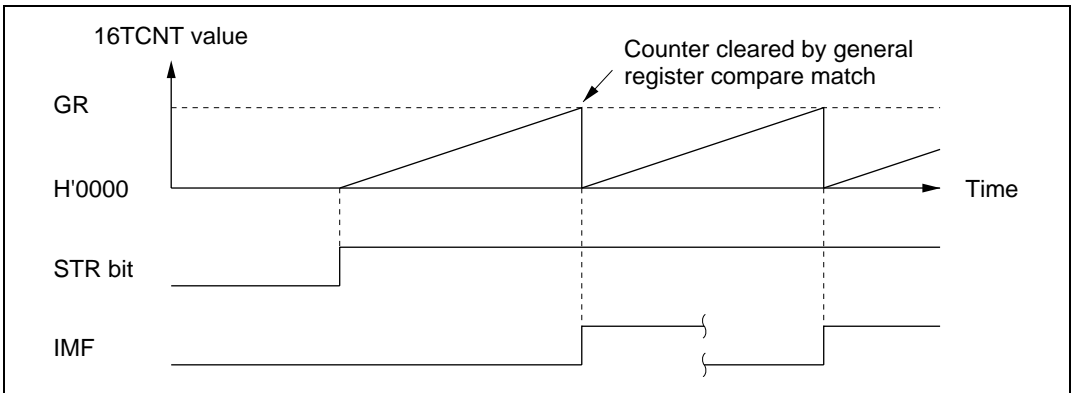 16TCNT value
Counter cleared by general
register compare match
GR
H'0000
Time
STR bit
IMF